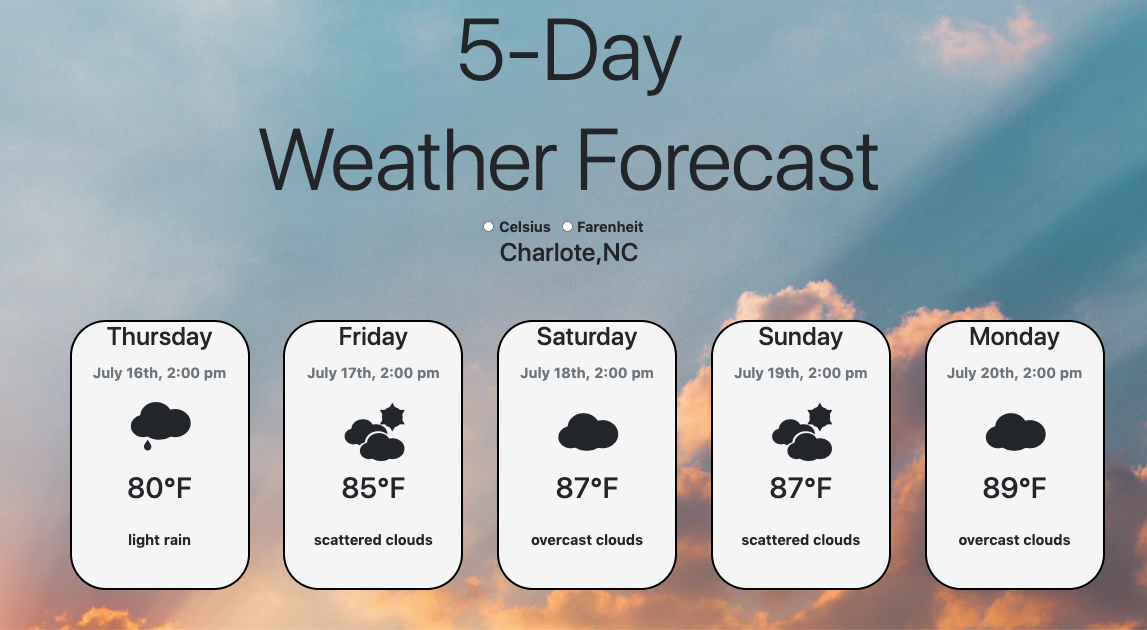 5-Day
Weather Forecast
Celsius Farenheit
Charlote,NC
Thursday
July 16th, 2:00 pm
80°F
light rain
Friday
July 17th, 2:00 pm
85°F
scattered clouds
Saturday
July 18th, 2:00 pm
87°F
overcast clouds
Sunday
July 19th, 2:00 pm
87°F
scattered clouds
Monday
July 20th, 2:00 pm
89°F
overcast clouds